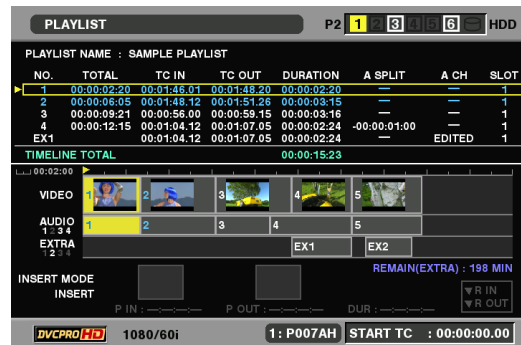 PLAYLIST P2 1 2 3 4 5 6 HDD
PLAYLIST NAME : SAMPLE PLAYLIST
NO. TOTAL TC IN TC OUT DURATION A SPLIT A CH SLOT
1 00:00:02:20 00:01:46.01 00:01:48.20 00:00:02:20 — — 1
2 00:00:06:05 00:01:48.12 00:01:51.26 00:00:03:15 — — 1
3 00:00:09:21 00:00:56.00 00:00:59.15 00:00:03:16 — — 1
4 00:00:12:15 00:01:04.12 00:01:07.05 00:00:02:24 -00:00:01:00 — 1
EX1 00:01:04.12 00:01:07.05 00:00:02:24 — EDITED 1
TIMELINE TOTAL 00:00:15:23
00:02:00
VIDEO 1 2 3 4 5
AUDIO 1 2 3 4 5
1 2 3 4
EXTRA EX1 EX2
1 2 3 4
REMAIN(EXTRA) : 198 MIN
INSERT MODE
INSERT
▼R IN
▼R OUT
P IN : —:—:—:— P OUT : —:—:—:— DUR : —:—:—:—
DVCPRO HD 1080/60i 1 : P007AH START TC : 00:00:00.00